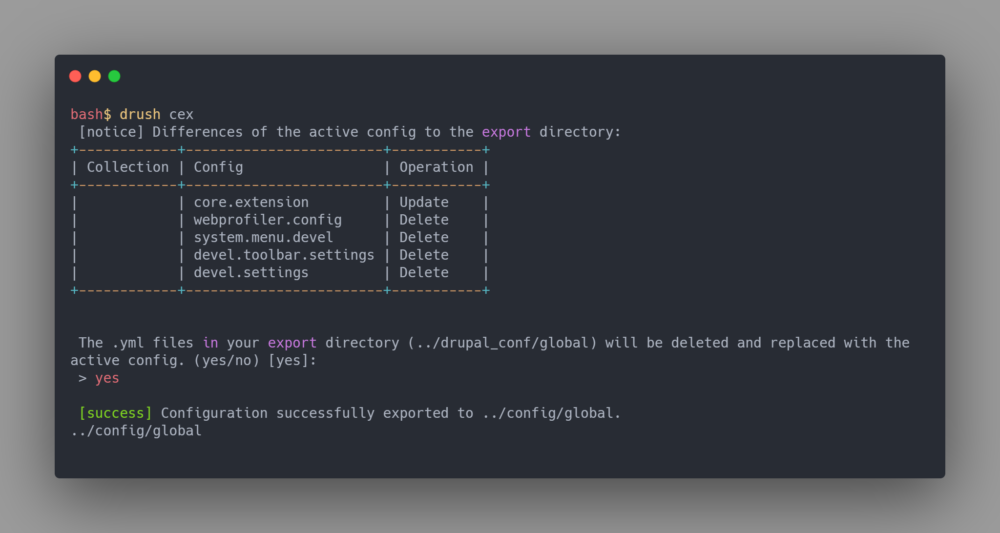 bash$ drush cex
 [notice] Differences of the active config to the export directory:
+------------+------------------------+-----------+
| Collection | Config                 | Operation |
+------------+------------------------+-----------+
|            | core.extension         | Update    |
|            | webprofiler.config     | Delete    |
|            | system.menu.devel      | Delete    |
|            | devel.toolbar.settings | Delete    |
|            | devel.settings         | Delete    |
+------------+------------------------+-----------+
 The .yml files in your export directory (../drupal_conf/global) will be deleted and replaced with the
active config. (yes/no) [yes]:
 > yes
 [success] Configuration successfully exported to ../config/global.
../config/global